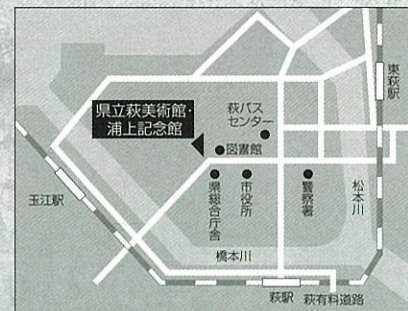 県立萩美術館・
浦上記念館
萩バス
センター
図書館
県総合庁舎
市役所
警察署
松本川
東萩駅
玉江駅
橋本川
萩駅
萩有料道路